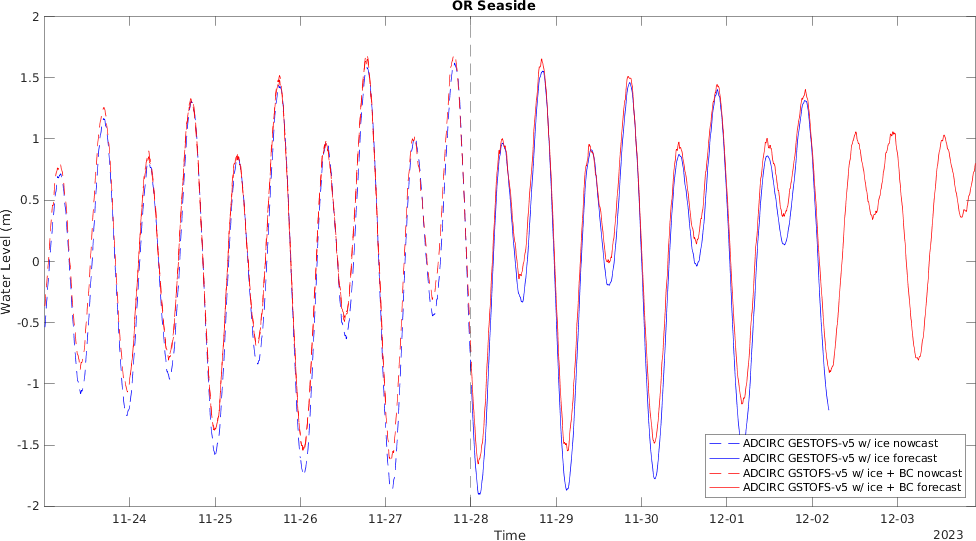 OR Seaside
2
1.5
1
0.5
0
-0.5
-1
-1.5
-2
Water Level (m)
11-24 11-25 11-26 11-27 11-28 11-29 11-30 12-01 12-02 12-03
Time
2023
ADCIRC GESTOFS-v5 w/ ice nowcast
ADCIRC GESTOFS-v5 w/ ice forecast
ADCIRC GSTOFS-v5 w/ ice + BC nowcast
ADCIRC GSTOFS-v5 w/ ice + BC forecast